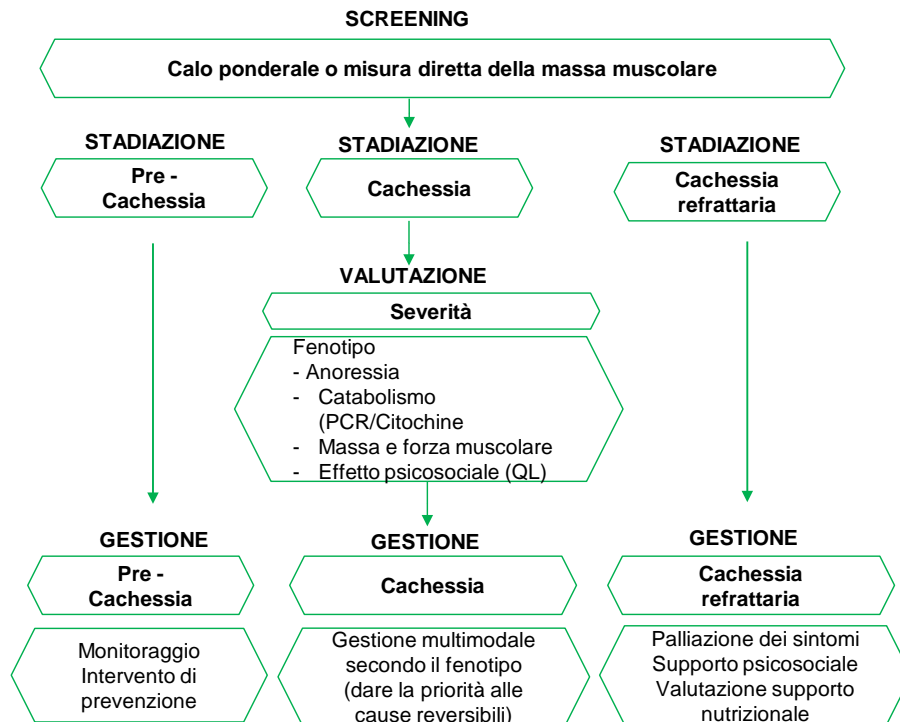 SCREENING
Calo ponderale o misura diretta della massa muscolare
STADIAZIONE
Pre -
Cachessia
STADIAZIONE
Cachessia
STADIAZIONE
Cachessia
refrattaria
VALUTAZIONE
Severità
Fenotipo
- Anoressia
- Catabolismo
(PCR/Citochine
- Massa e forza muscolare
- Effetto psicosociale (QL)
GESTIONE
Pre -
Cachessia
Monitoraggio
Intervento di
prevenzione
GESTIONE
Cachessia
Gestione multimodale
secondo il fenotipo
(dare la priorità alle
cause reversibili)
GESTIONE
Cachessia
refrattaria
Palliazione dei sintomi
Supporto psicosociale
Valutazione supporto
nutrizionale